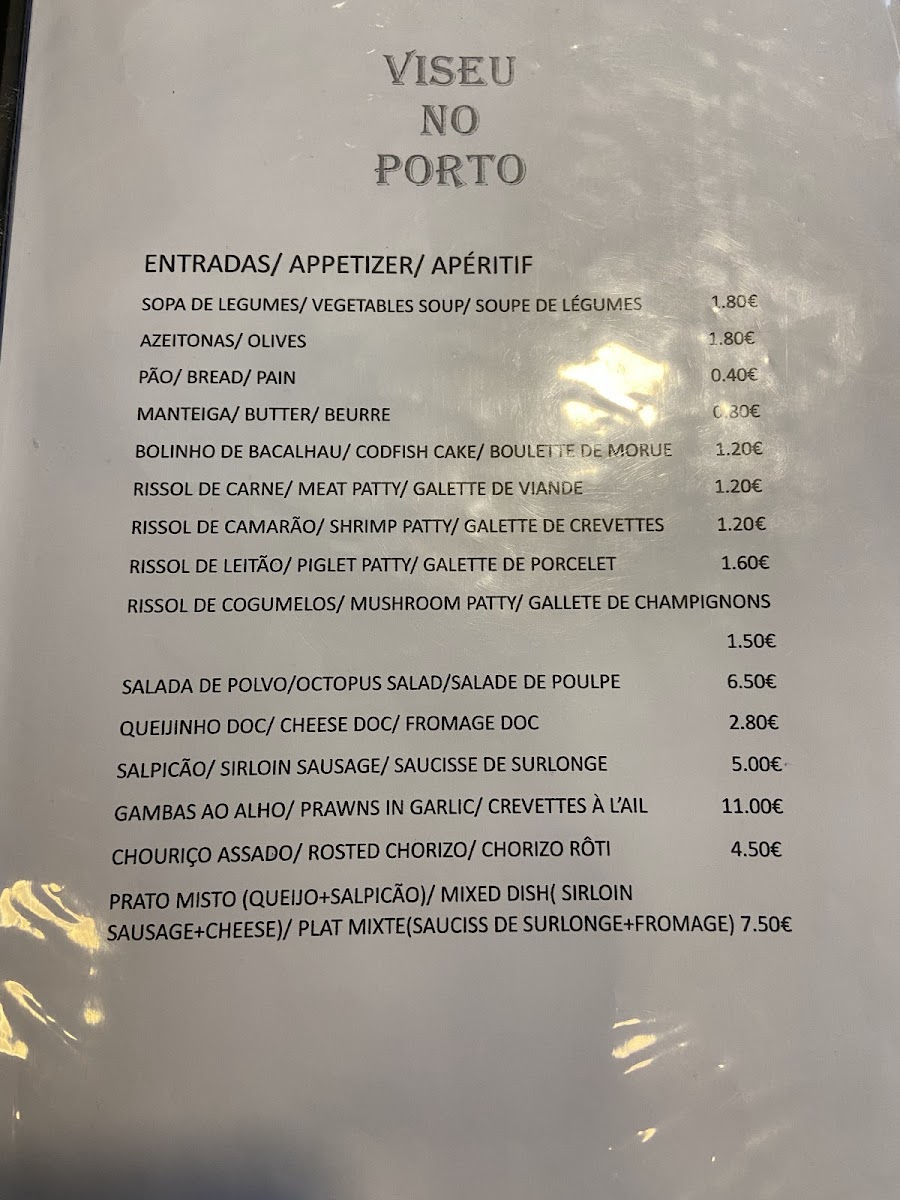 VISEU
NO
PORTO
ENTRADAS/ APPETIZER/ APÉRITIF
SOPA DE LEGUMES/ VEGETABLES SOUP/ SOUPE DE LÉGUMES 1.80€
AZEITONAS/ OLIVES 1.80€
PÃO/ BREAD/ PAIN 0.40€
MANTEIGA/ BUTTER/ BEURRE 0.80€
BOLINHO DE BACALHAU/ CODFISH CAKE/ BOULETTE DE MORUE 1.20€
RISSOL DE CARNE/ MEAT PATTY/ GALETTE DE VIANDE 1.20€
RISSOL DE CAMARÃO/ SHRIMP PATTY/ GALETTE DE CREVETTES 1.20€
RISSOL DE LEITÃO/ PIGLET PATTY/ GALETTE DE PORCELET 1.60€
RISSOL DE COGUMELOS/ MUSHROOM PATTY/ GALLETE DE CHAMPIGNONS
1.50€
SALADA DE POLVO/OCTOPUS SALAD/SALADE DE POULPE 6.50€
QUEIJINHO DOC/ CHEESE DOC/ FROMAGE DOC 2.80€
SALPICÃO/ SIRLOIN SAUSAGE/ SAUCISSE DE SURLONGE 5.00€
GAMBAS AO ALHO/ PRAWNS IN GARLIC/ CREVETTES À L'AIL 11.00€
CHOURIÇO ASSADO/ ROSTED CHORIZO/ CHORIZO RÔTI 4.50€
PRATO MISTO (QUEIJO+SALPICÃO)/ MIXED DISH( SIRLOIN
SAUSAGE+CHEESE)/ PLAT MIXTE(SAUCISS DE SURLONGE+FROMAGE) 7.50€